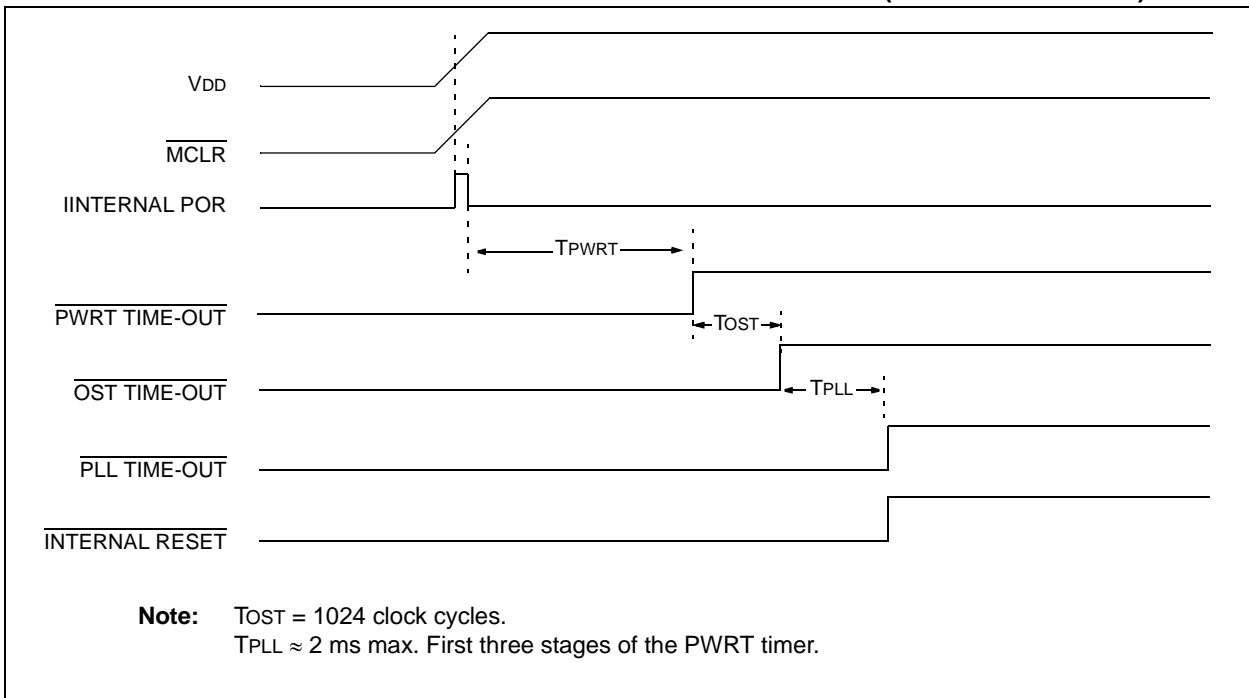 VDD
MCLR
IINTERNAL POR
TPWRT
PWRT TIME-OUT
TOST
OST TIME-OUT
TPLL
PLL TIME-OUT
INTERNAL RESET
Note: TOST = 1024 clock cycles.
TPLL ≈ 2 ms max. First three stages of the PWRT timer.